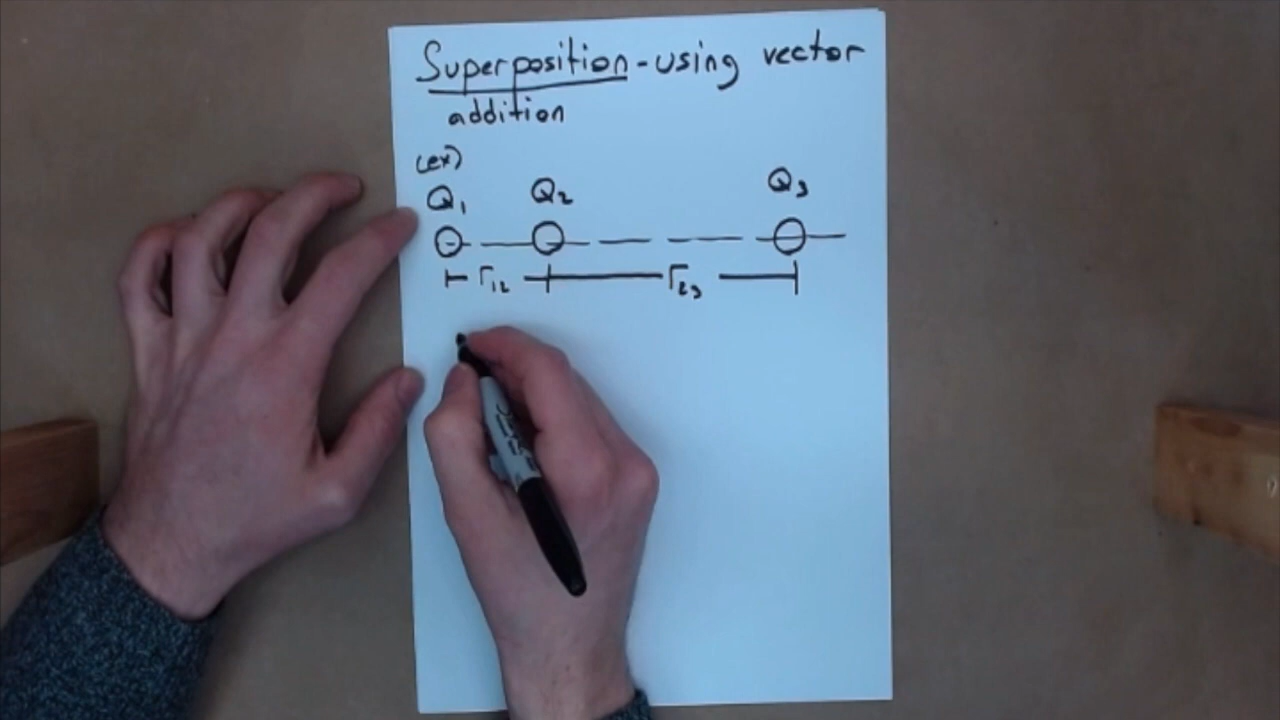 Superposition - using vector
addition
(ex)
Q₁ Q₂ Q₃
r₁₂ r₂₃